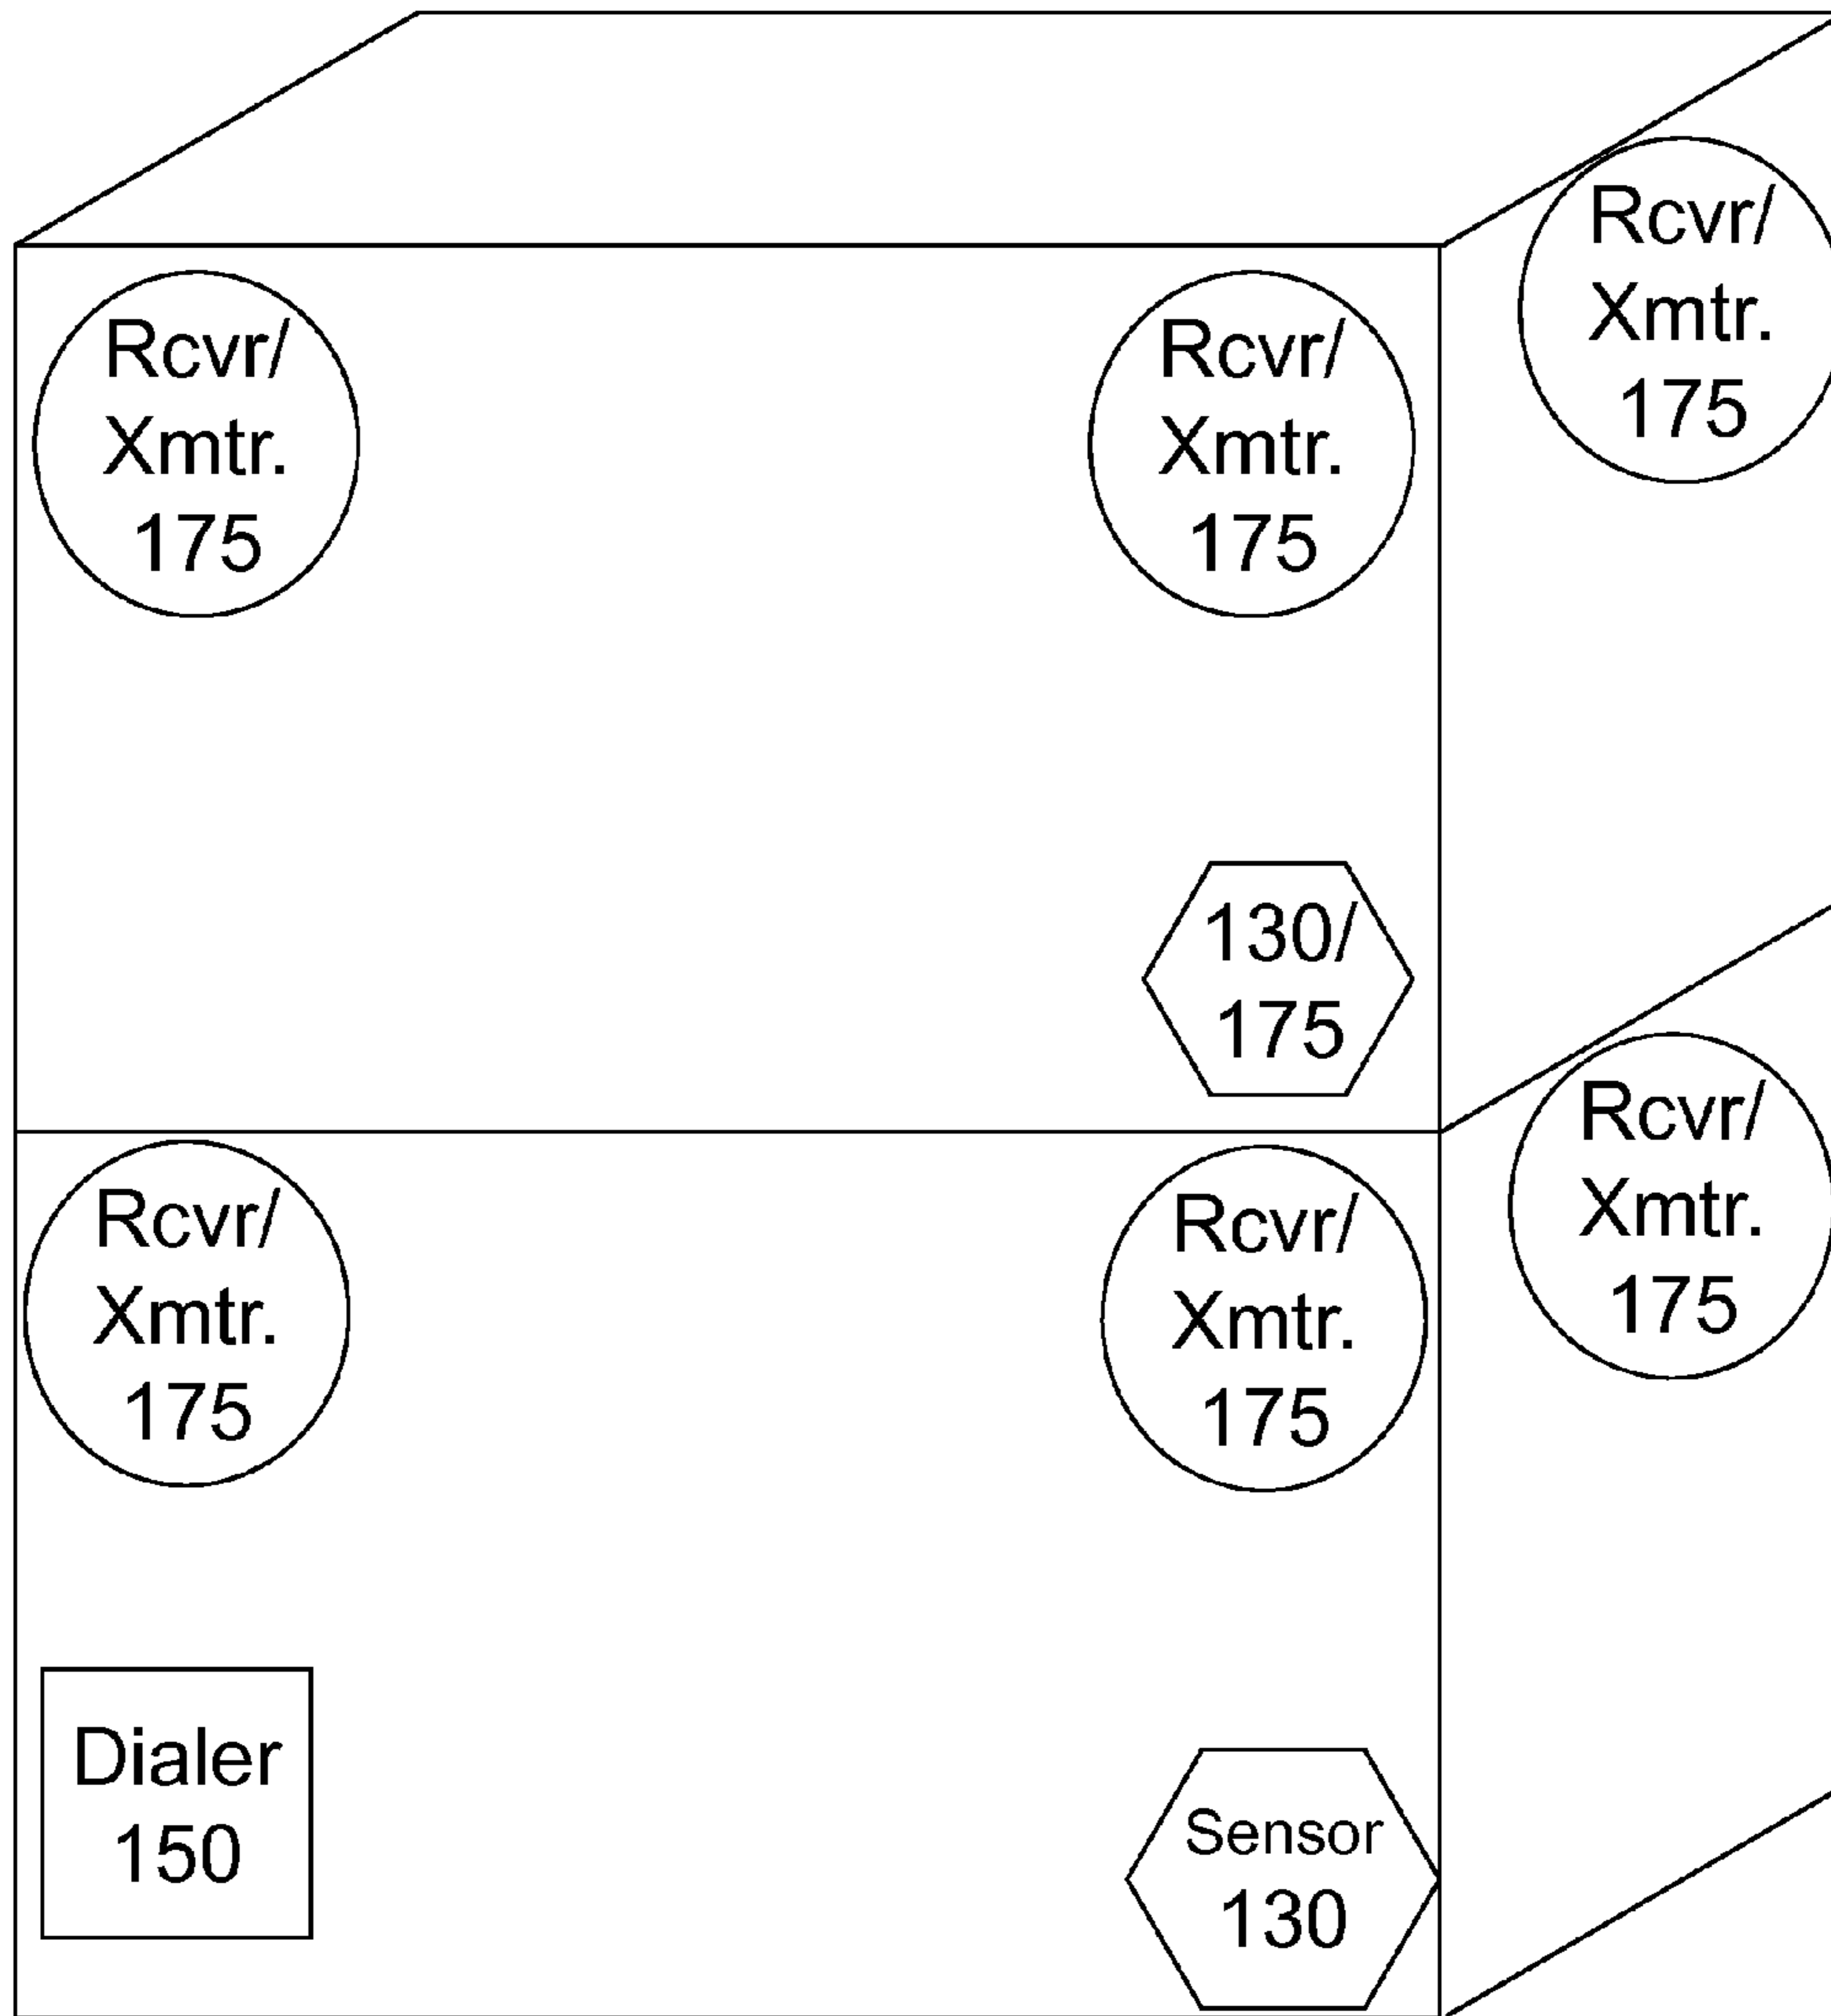 Rcvr/
Xmtr.
175
Rcvr/
Xmtr.
175
Rcvr/
Xmtr.
175
130/
175
Rcvr/
Xmtr.
175
Rcvr/
Xmtr.
175
Rcvr/
Xmtr.
175
Dialer
150
Sensor
130